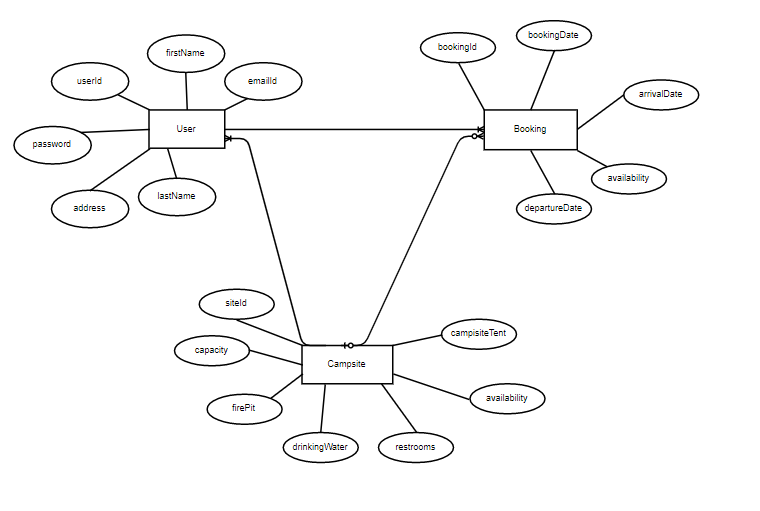 bookingDate
bookingId
firstName
userId
emailId
arrivalDate
User
Booking
password
availability
lastName
address
departureDate
siteId
campisiteTent
capacity
Campsite
availability
firePit
drinkingWater
restrooms